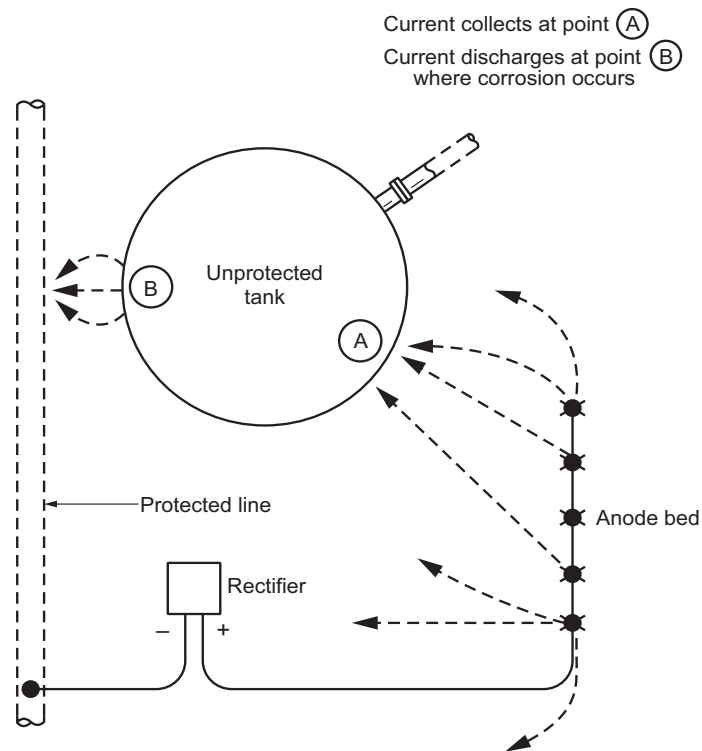 Current collects at point A
Current discharges at point B
where corrosion occurs
Unprotected
tank
B
A
Protected line
Anode bed
Rectifier
– +